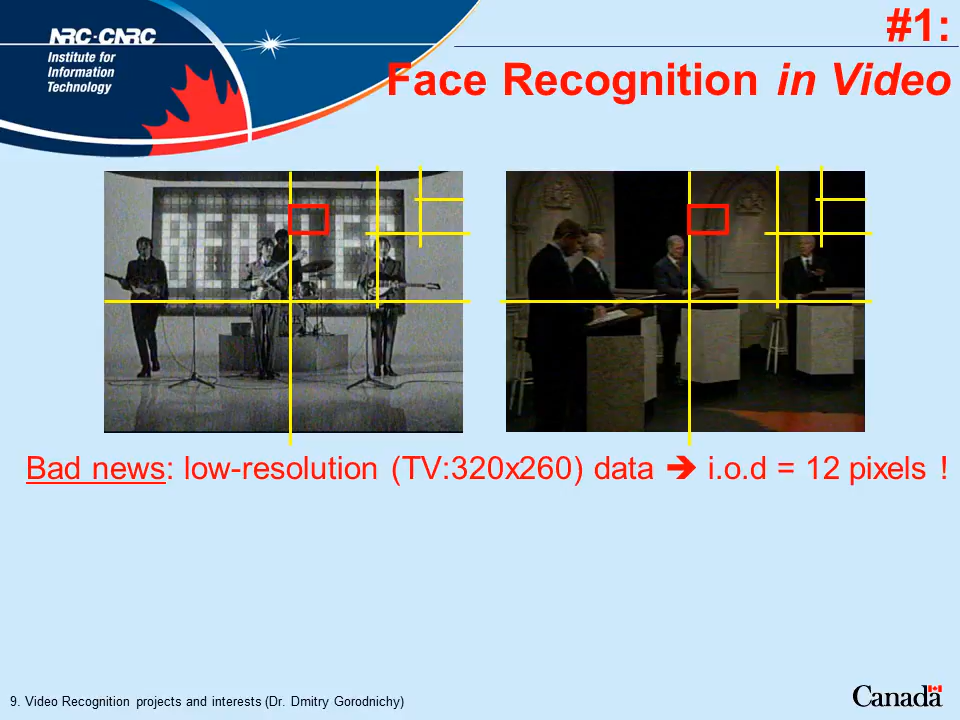 NRC·CNRC
Institute for
Information
Technology
#1:
Face Recognition in Video
BEATLES
Bad news: low-resolution (TV:320x260) data ➔ i.o.d = 12 pixels !
9. Video Recognition projects and interests (Dr. Dmitry Gorodnichy)
Canada